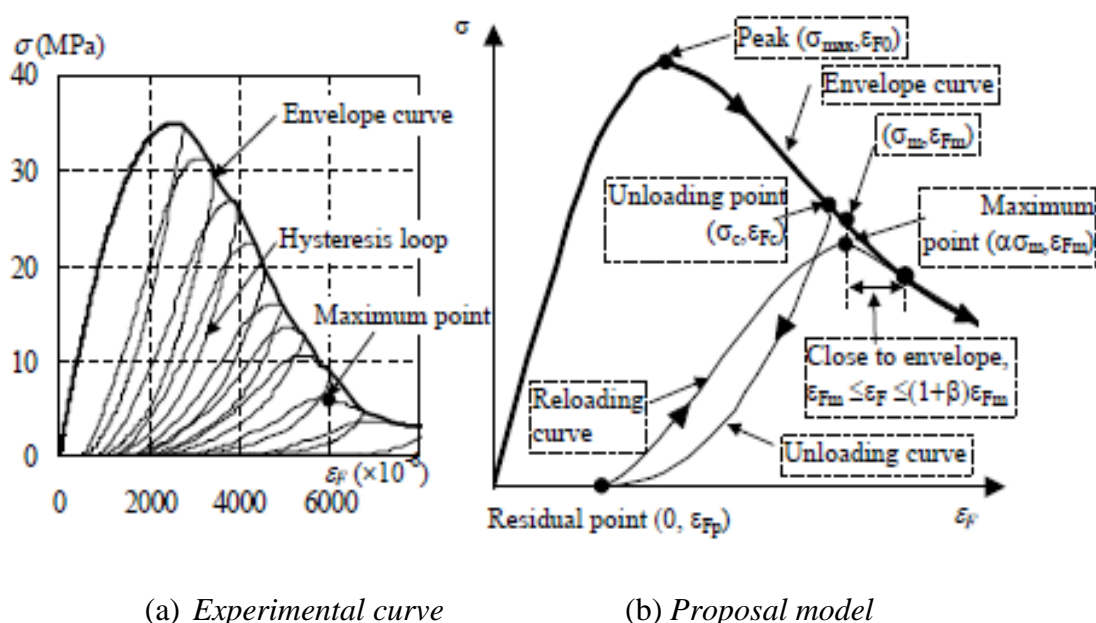 σ (MPa)
40
30
20
10
0
0
2000
4000
6000
Envelope curve
Hysteresis loop
Maximum point
ε_F (×10
σ
Peak (σ_max, ε_F0)
Envelope curve
(σ_m, ε_Fm)
Unloading point
(σ_c, ε_Fc)
Maximum
point (ασ_m, ε_Fm)
Close to envelope,
ε_Fm ≤ε_F ≤(1+β)ε_Fm
Reloading
curve
Unloading curve
Residual point (0, ε_Fp)
ε_F
(a) Experimental curve
(b) Proposal model